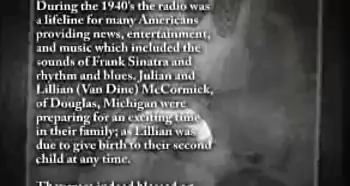 During the 1940's the radio was
a lifeline for many Americans
providing news, entertainment,
and music which included the
sounds of Frank Sinatra and
rhythm and blues. Julian and
Lillian (Van Dine) McCormick,
of Douglas, Michigan were
preparing for an exciting time
in their family; as Lillian was
due to give birth to their second
child at any time.